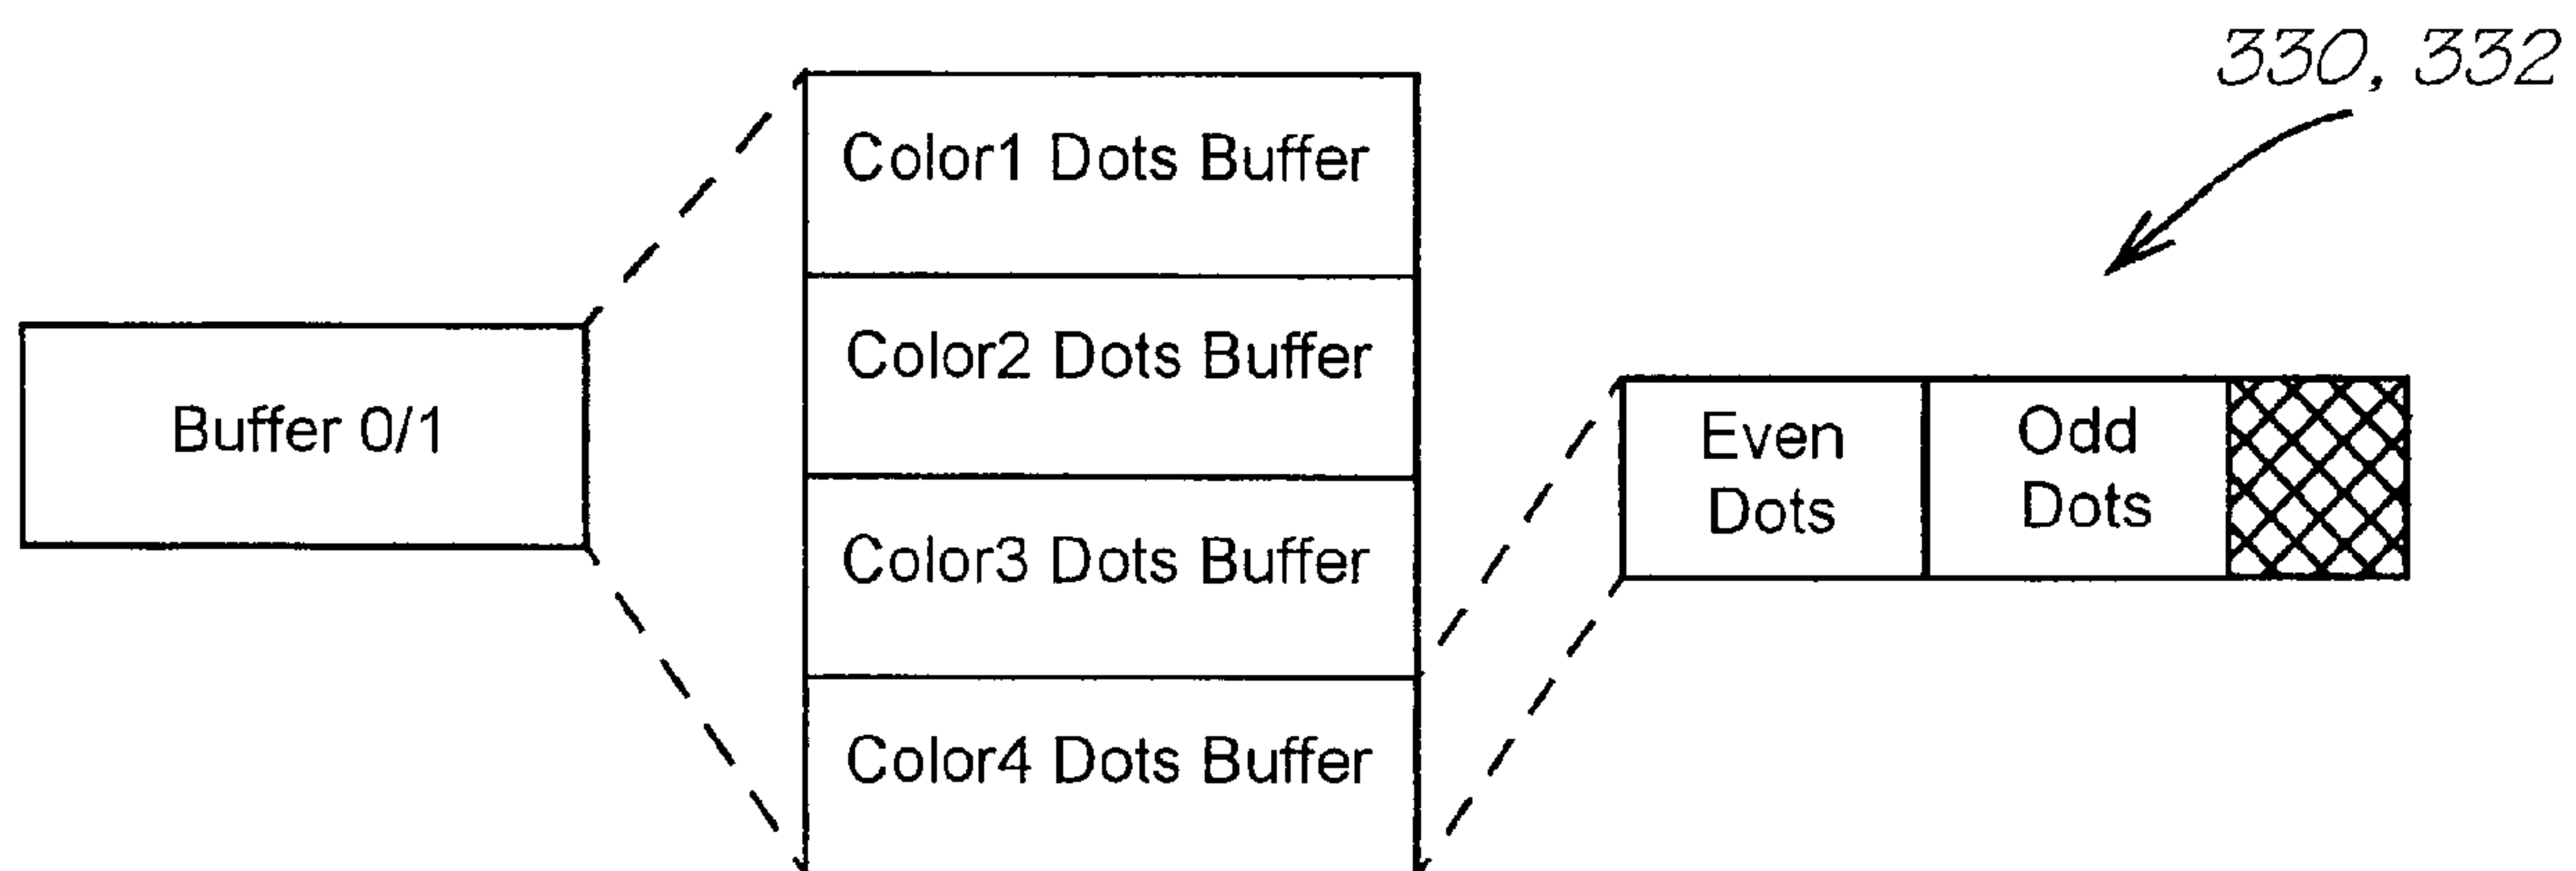 330, 332
Color1 Dots Buffer
Color2 Dots Buffer
Buffer 0/1
Even
Dots
Odd
Dots
Color3 Dots Buffer
Color4 Dots Buffer